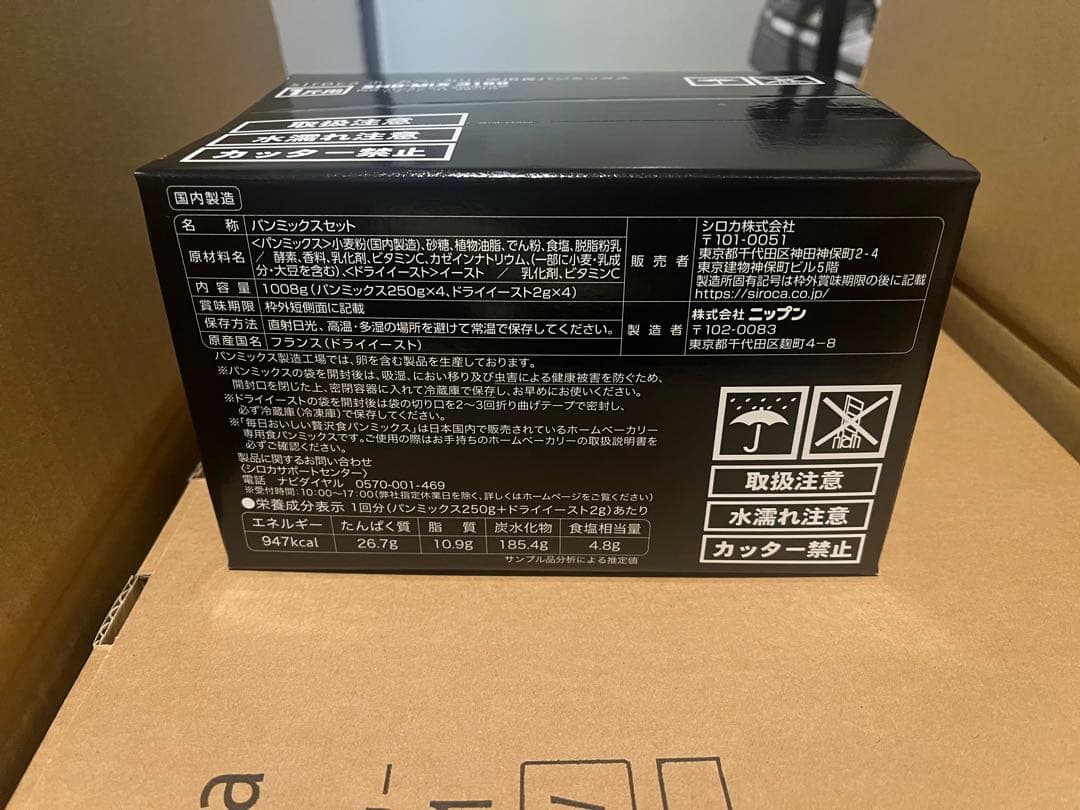 1斤用
SHB-MIX 3100
取扱注意
水濡れ注意
カッター禁止
国内製造
名称 パンミックスセット
原材料名 <パンミックス>小麦粉(国内製造)、砂糖、植物油脂、でん粉、食塩、脱脂粉乳
/ 酵素、香料、乳化剤、ビタミンC、カゼインナトリウム、(一部に小麦・乳成
分・大豆を含む)、<ドライイースト>イースト / 乳化剤、ビタミンC
内容量 1008g(パンミックス250g×4、ドライイースト2g×4)
賞味期限 枠外短側面に記載
保存方法 直射日光、高温・多湿の場所を避けて常温で保存してください。
原産国名 フランス(ドライイースト)
販売者 シロカ株式会社
〒101-0051
東京都千代田区神田神保町2-4
東京建物神保町ビル5階
製造所固有記号は枠外賞味期限の後に記載
https://siroca.co.jp/
製造者 株式会社 ニップン
〒102-0083
東京都千代田区麹町4-8
パンミックス製造工場では、卵を含む製品を生産しております。
※パンミックスの袋を開封後は、吸湿、におい移り及び虫害による健康被害を防ぐため、
開封口を閉じた上、密閉容器に入れて冷蔵庫で保存し、お早めにお使いください。
※ドライイーストの袋を開封後は袋の切り口を2〜3回折り曲げテープで密封し、
必ず冷蔵庫(冷凍庫)で保存してください。
※「毎日おいしい贅沢食パンミックス」は日本国内で販売されているホームベーカリー
専用食パンミックスです。ご使用の際はお手持ちのホームベーカリーの取扱説明書を
必ずご確認ください。
製品に関するお問い合わせ
(シロカサポートセンター)
電話 ナビダイヤル 0570-001-469
※受付時間:10:00〜17:00(弊社指定休業日を除く、詳しくはホームページをご覧ください)
●栄養成分表示 1回分(パンミックス250g+ドライイースト2g)あたり
エネルギー たんぱく質 脂質 炭水化物 食塩相当量
947kcal 26.7g 10.9g 185.4g 4.8g
サンプル品分析による推定値
取扱注意
水濡れ注意
カッター禁止
a